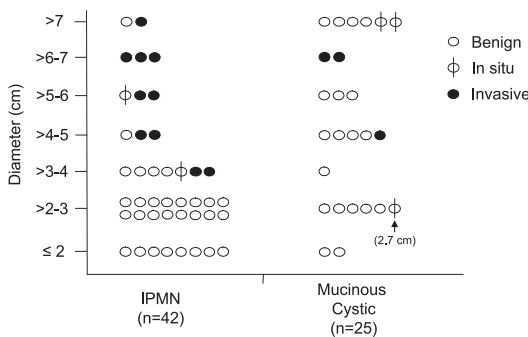 Diameter (cm)
>7
>6-7
>5-6
>4-5
>3-4
>2-3
≤ 2
Benign
In situ
Invasive
(2.7 cm)
IPMN
(n=42)
Mucinous
Cystic
(n=25)